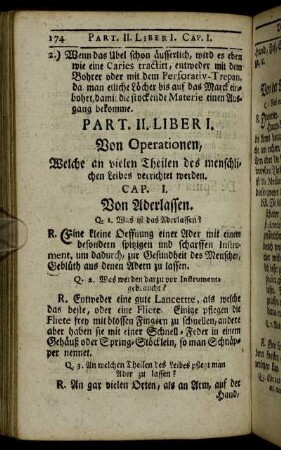 174 PART. II. LIBER I. CAP. I.
2.) Wenn das Ubel schon äusserlich, wird es eben
wie eine Caries tractirt, entweder mit dem
Bohrer oder mit dem Perforativ-Trepan,
da man etliche Löcher bis auf das Marck ein-
bohret, damit die stockende Materie einen Aus-
gang bekomme.
PART. II. LIBER I.
Von Operationen,
Welche an vielen Theilen des menschli-
chen Leibes verrichtet werden.
CAP. I.
Von Aderlassen.
Q. 1. Was ist das Aderlassen?
R. Eine kleine Oeffnung einer Ader mit einem
besondern spitzigen und scharffen Instru-
ment, um dadurch, zur Gesundheit des Menschen,
Geblüth aus denen Adern zu lassen.
Q. 2. Was werden darzu vor Instrument
gebraucht?
R. Entweder eine gute Lancettte, als welche
das beste, oder eine Fliete. Einige pflegen die
Fliete frey mit blossen Fingern zu schnellen, andere
aber haben sie mit einer Schnell-Feder in einem
Gehäuß oder Spring-Stöcklein, so man Schnäp-
per nennet.
Q. 3. An welchen Theilen des Leibes pflegt man
Ader zu lassen?
R. An gar vielen Orten, als an Arm, auf der
Hand,